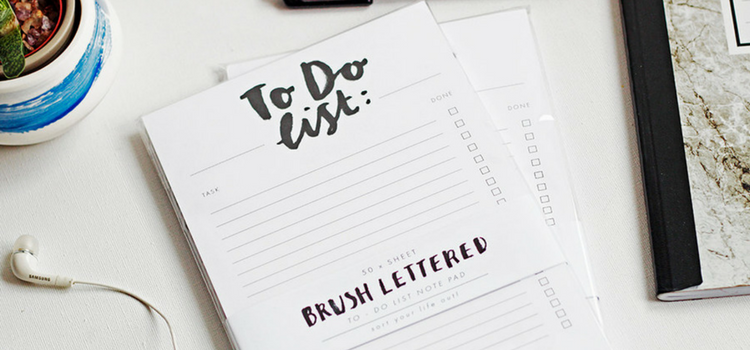 To Do
list:
DONE
TASK
50 + SHEET
BRUSH LETTERED
TO - DO LIST NOTE PAD
sort your life out!
DONE
SAMSUNG